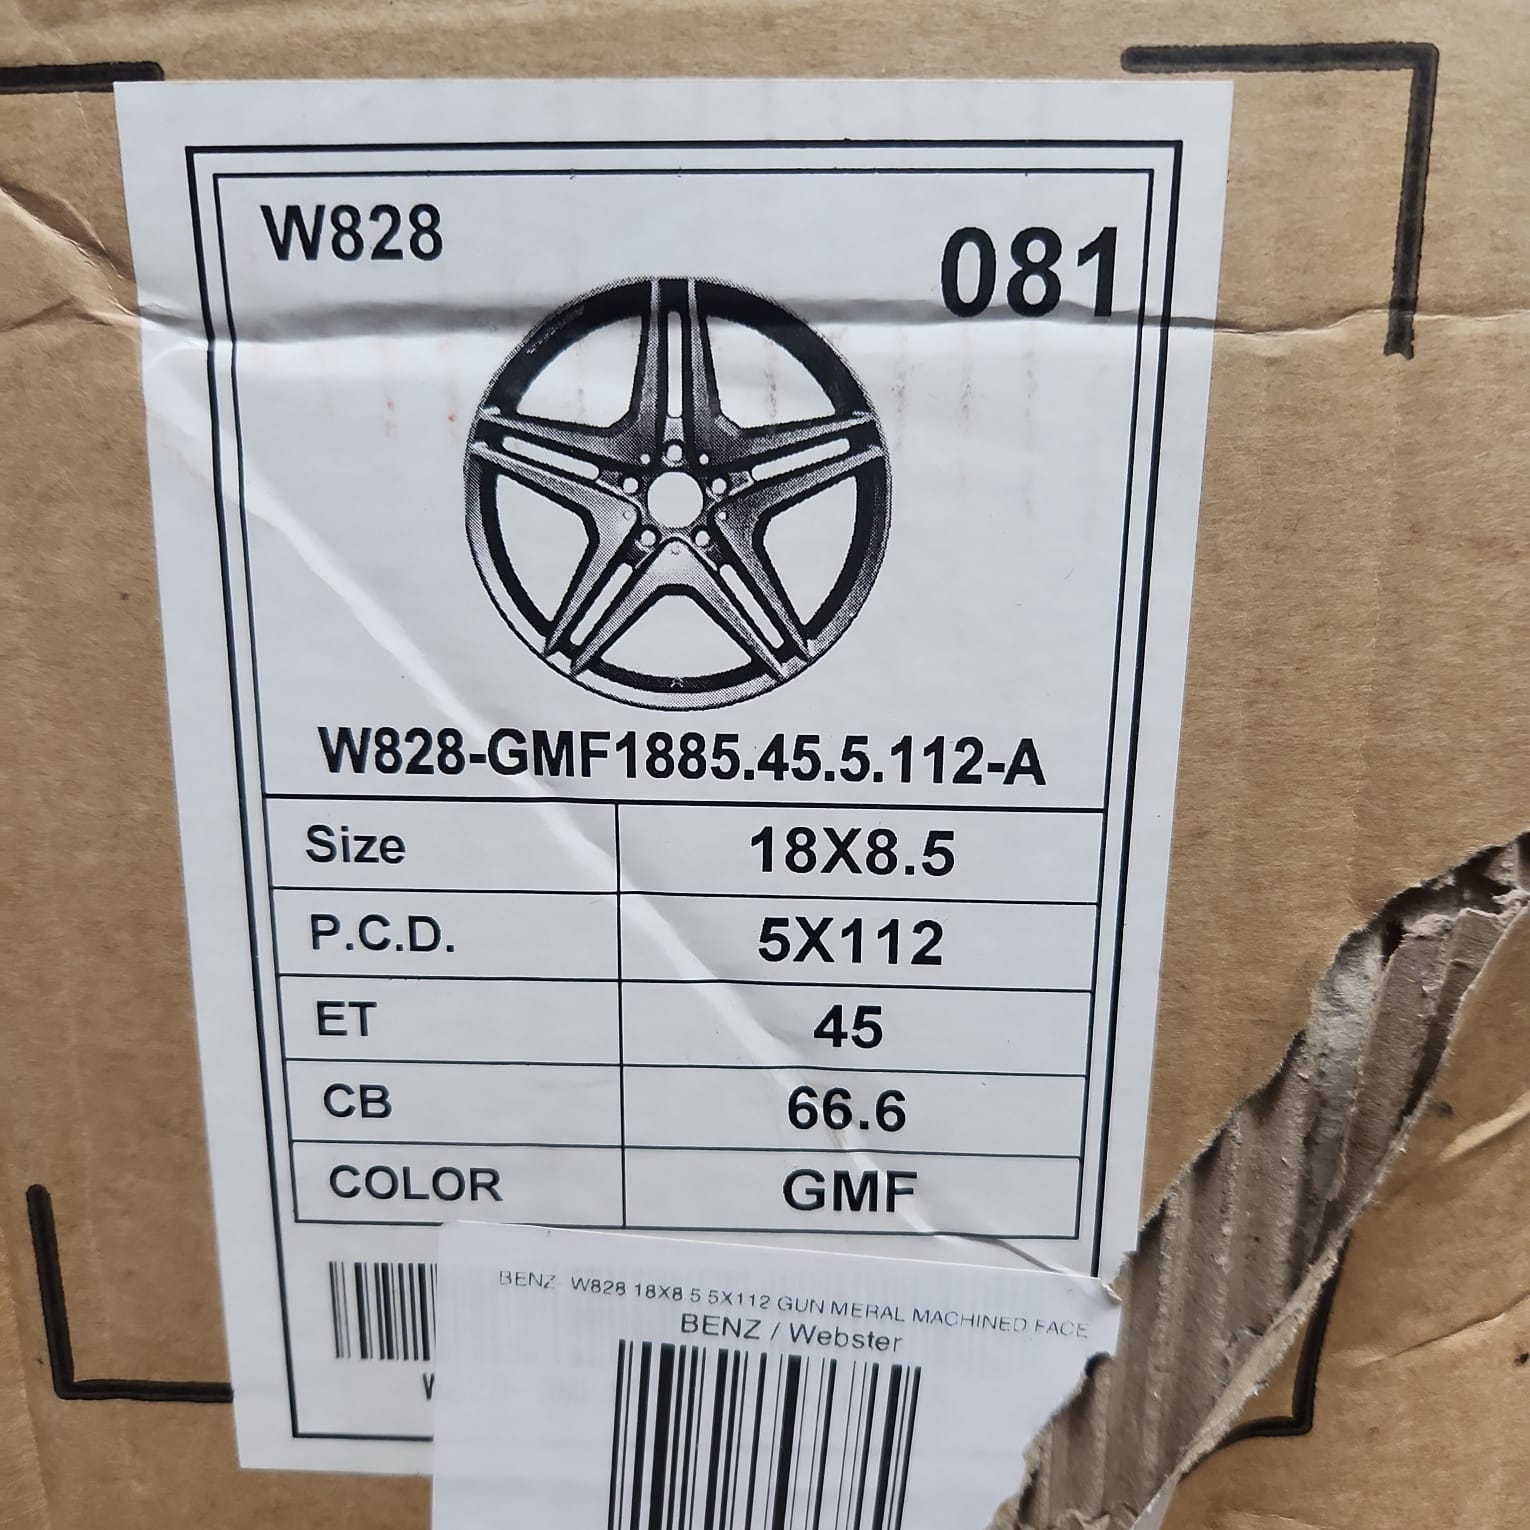 W828
081
W828-GMF1885.45.5.112-A
Size 18X8.5
P.C.D. 5X112
ET 45
CB 66.6
COLOR GMF
BENZ W828 18X8 5 5X112 GUN MERAL MACHINED FACE
BENZ / Webster